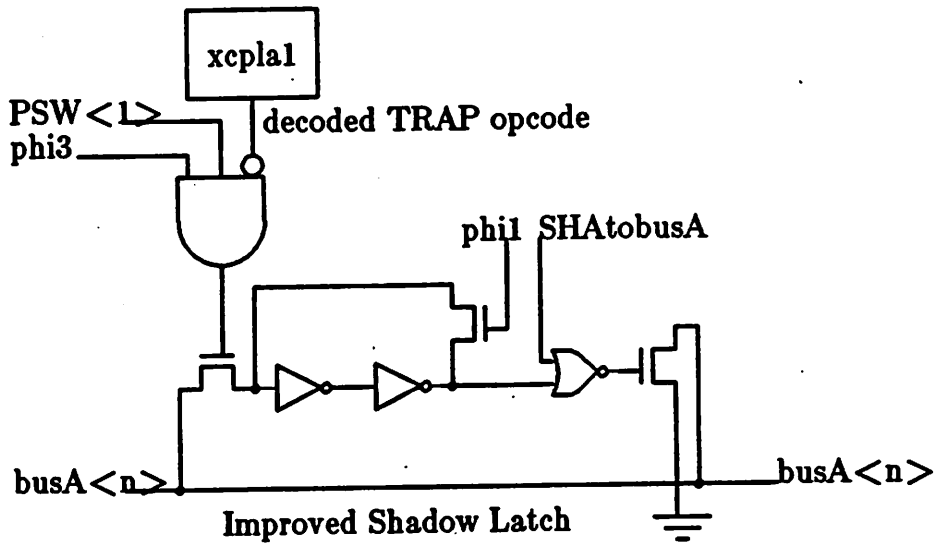 xcpla1
PSW<1>
decoded TRAP opcode
phi3
phi1 SHAtobusA
busA<n>
busA<n>
Improved Shadow Latch